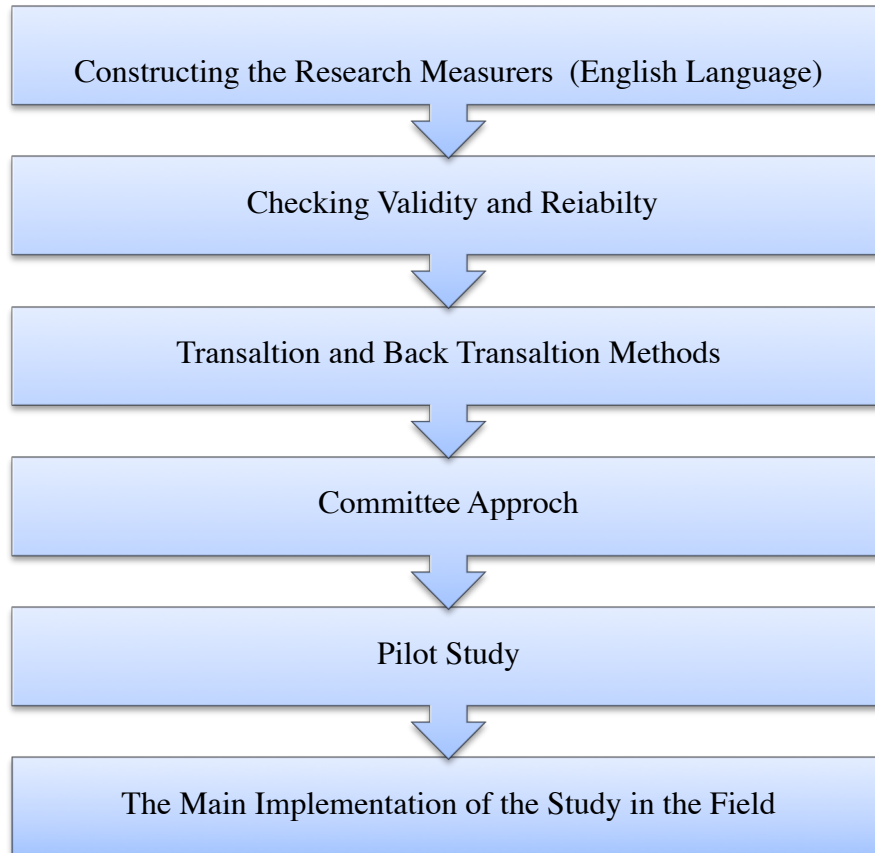 Constructing the Research Measurers  (English Language)
Checking Validity and Reiabilty
Transaltion and Back Transaltion Methods
Committee Approch
Pilot Study
The Main Implementation of the Study in the Field